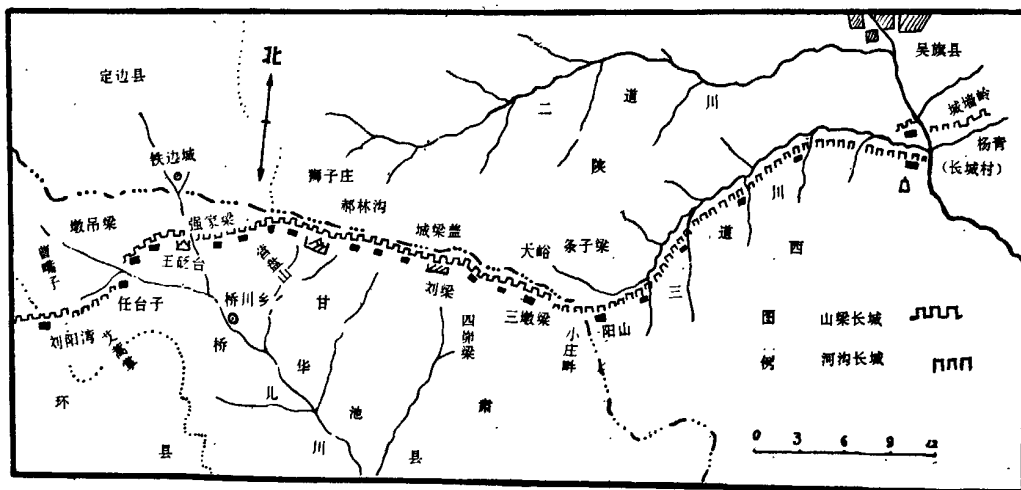 北
定边县
吴旗县
二道川
城墙岭
杨青
(长城村)
铁边城
狮子庄
陕西
郝林沟
墩吊梁
强家梁
城梁盖
犬峪
条子梁
三道川
王砭台
任台子
桥川乡
甘肃
刘梁
三墩梁
小庄畔
阳山
四崾梁
刘阳湾
环县
桥儿川
华池县
图例
山梁长城
河沟长城
0 3 6 9 12